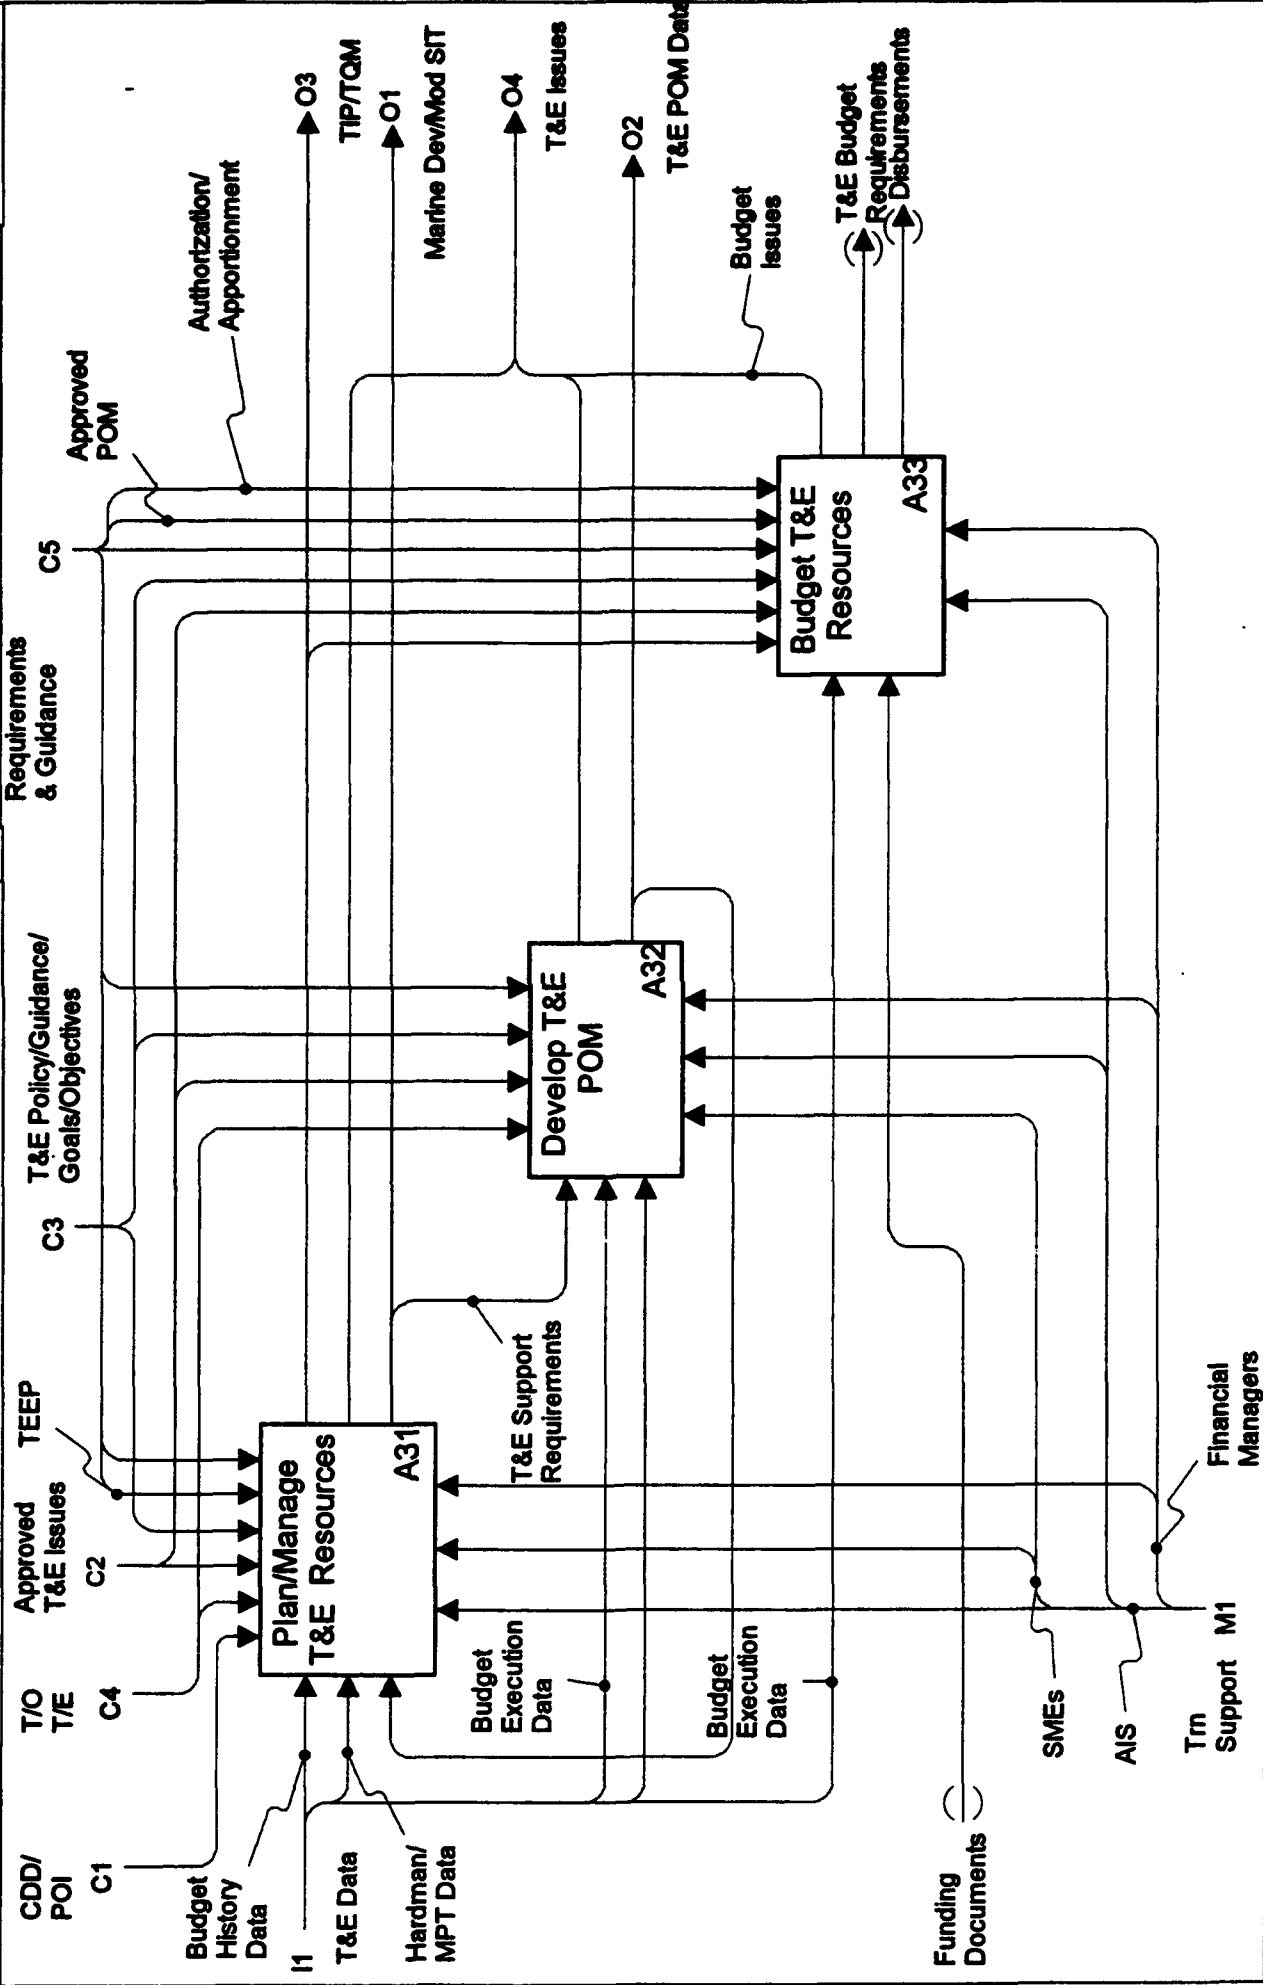 CDD/
POI
C1
T/O
T/E
C4
Approved
T&E Issues
C2
TEEP
T&E Policy/Guidance/
Goals/Objectives
C3
Requirements
& Guidance
C5
Approved
POM
Authorization/
Apportionment
O3
TIP/TQM
O1
Marine Dev/Mod SIT
O4
T&E Issues
O2
T&E POM Data
Budget
History
Data
I1
T&E Data
Hardman/
MPT Data
Plan/Manage
T&E Resources
A31
T&E Support
Requirements
Develop T&E
POM
A32
Budget T&E
Resources
A33
Budget
Issues
T&E Budget
Requirements
Disbursements
Budget
Execution
Data
Budget
Execution
Data
Funding
Documents
SMEs
AIS
Trn
Support
M1
Financial
Managers